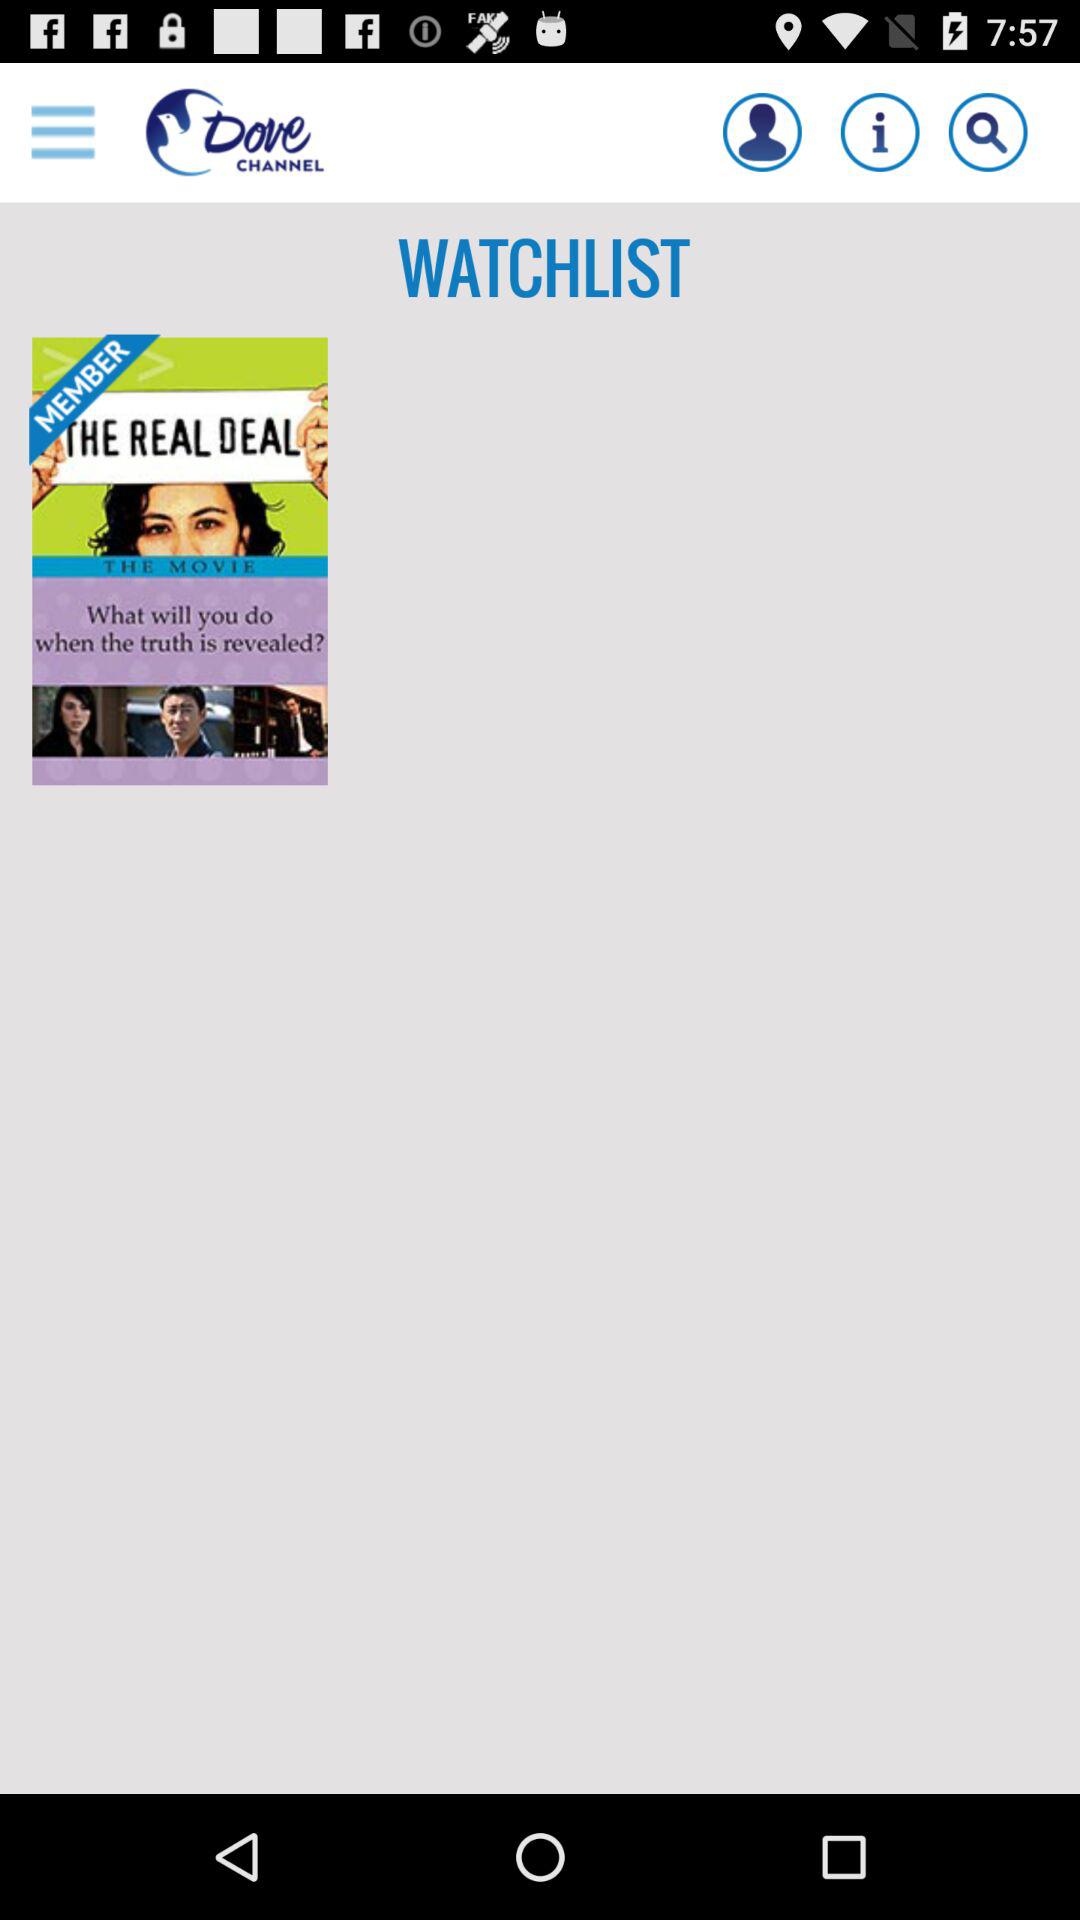 FAKE
7:57
Dove
CHANNEL
i
WATCHLIST
MEMBER
THE REAL DEAL
THE MOVIE
What will you do
when the truth is revealed?